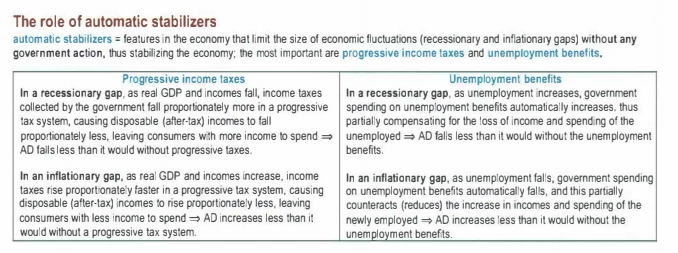 The role of automatic stabilizers
automatic stabilizers = features in the economy that limit the size of economic fluctuations (recessionary and inflationary gaps) without any
government action, thus stabilizing the economy; the most important are progressive income taxes and unemployment benefits.
Progressive income taxes
In a recessionary gap, as real GDP and incomes fall, income taxes
collected by the government fall proportionately more in a progressive
tax system, causing disposable (after-tax) incomes to fall
proportionately less, leaving consumers with more income to spend ⇒
AD falls less than it would without progressive taxes.
In an inflationary gap, as real GDP and incomes increase, income
taxes rise proportionately faster in a progressive tax system, causing
disposable (after-tax) incomes to rise proportionately less, leaving
consumers with less income to spend ⇒ AD increases less than it
would without a progressive tax system.
Unemployment benefits
In a recessionary gap, as unemployment increases, government
spending on unemployment benefits automatically increases. thus
partially compensating for the loss of income and spending of the
unemployed ⇒ AD falls less than it would without the unemployment
benefits.
In an inflationary gap, as unemployment falls, government spending
on unemployment benefits automatically falls, and this partially
counteracts (reduces) the increase in incomes and spending of the
newly employed ⇒ AD increases less than it would without the
unemployment benefits.